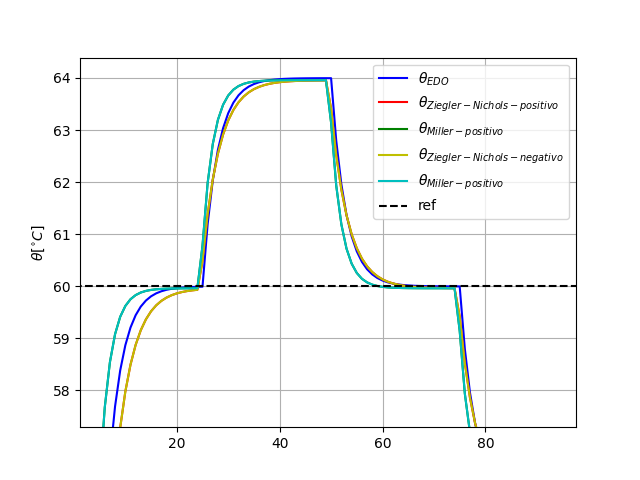 64
63
62
61
60
59
58
θ[°C]
20
40
60
80
θEDO
θZiegler−Nichols−positivo
θMiller−positivo
θZiegler−Nichols−negativo
θMiller−positivo
ref